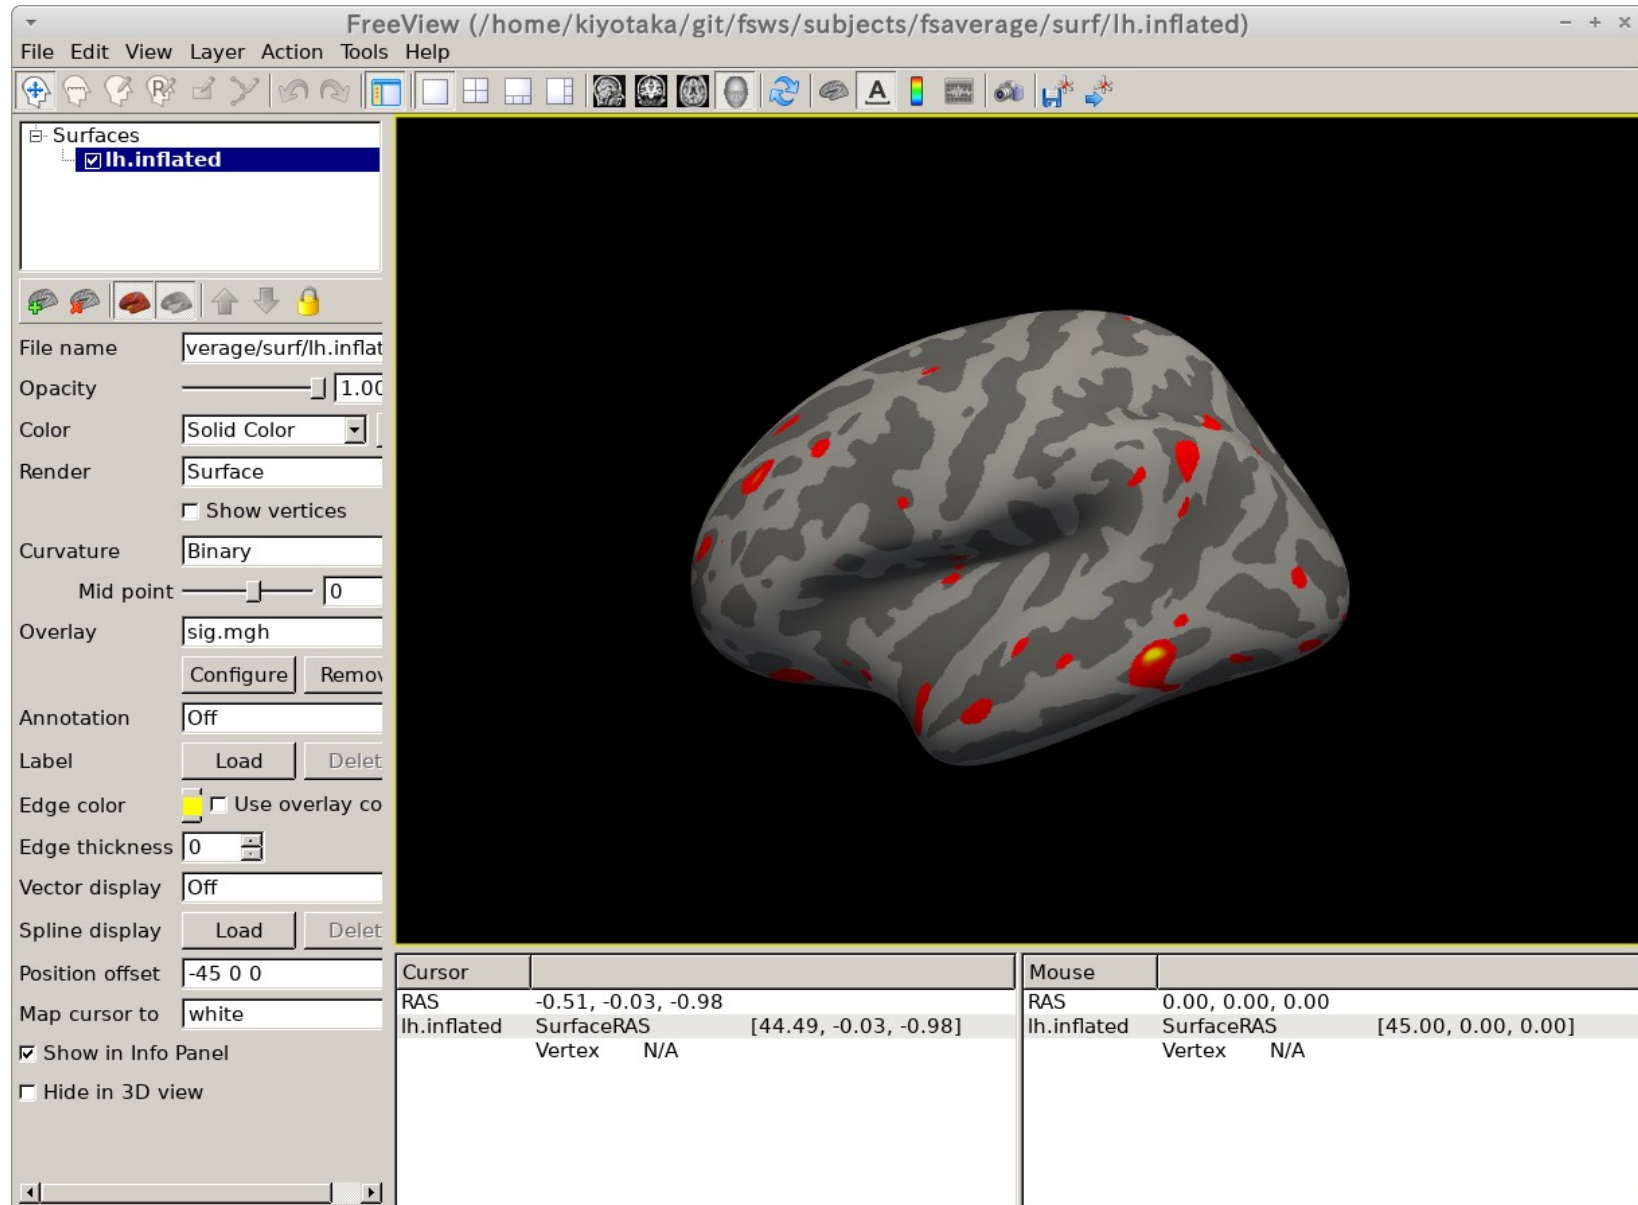 FreeView (/home/kiyotaka/git/fsws/subjects/fsaverage/surf/lh.inflated)
File Edit View Layer Action Tools Help
Surfaces
lh.inflated
File name verage/surf/lh.inflat
Opacity 1.00
Color Solid Color
Render Surface
Show vertices
Curvature Binary
Mid point 0
Overlay sig.mgh
Configure Remov
Annotation Off
Label Load Delet
Edge color Use overlay co
Edge thickness 0
Vector display Off
Spline display Load Delet
Position offset -45 0 0
Map cursor to white
Show in Info Panel
Hide in 3D view
Cursor
RAS -0.51, -0.03, -0.98
lh.inflated SurfaceRAS [44.49, -0.03, -0.98]
Vertex N/A
Mouse
RAS 0.00, 0.00, 0.00
lh.inflated SurfaceRAS [45.00, 0.00, 0.00]
Vertex N/A